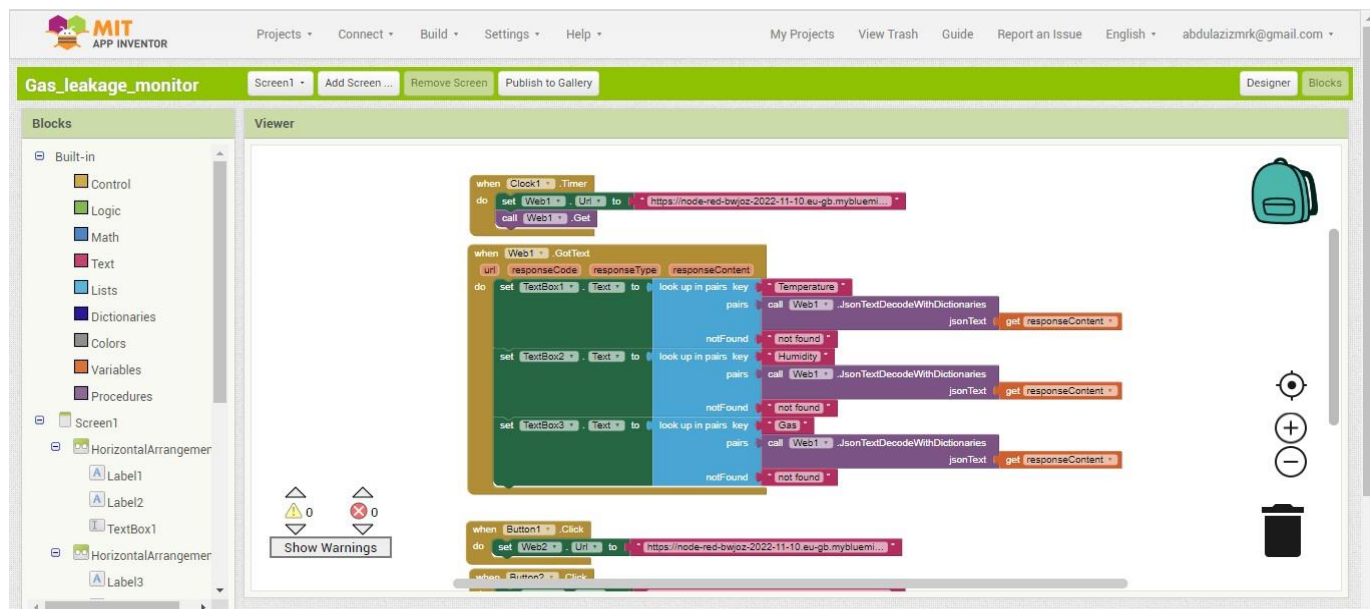 MIT
APP INVENTOR
Projects Connect Build Settings Help My Projects View Trash Guide Report an Issue English abdulazizmrk@gmail.com
Gas_leakage_monitor Screen1 Add Screen ... Remove Screen Publish to Gallery Designer Blocks
Blocks Viewer
Built-in
Control
Logic
Math
Text
Lists
Dictionaries
Colors
Variables
Procedures
Screen1
HorizontalArrangemer
Label1
Label2
TextBox1
HorizontalArrangemer
Label3
when Clock1 .Timer
do set Web1 . Url to " https://node-red-bwjoz-2022-11-10.eu-gb.mybluemi... "
call Web1 .Get
when Web1 .GotText
url responseCode responseType responseContent
do set TextBox1 . Text to look up in pairs key " Temperature "
pairs call Web1 .JsonTextDecodeWithDictionaries
jsonText get responseContent
notFound " not found "
set TextBox2 . Text to look up in pairs key " Humidity "
pairs call Web1 .JsonTextDecodeWithDictionaries
jsonText get responseContent
notFound " not found "
set TextBox3 . Text to look up in pairs key " Gas "
pairs call Web1 .JsonTextDecodeWithDictionaries
jsonText get responseContent
notFound " not found "
when Button1 .Click
do set Web2 . Url to " https://node-red-bwjoz-2022-11-10.eu-gb.mybluemi... "
when Button2 .Click
0 0
Show Warnings